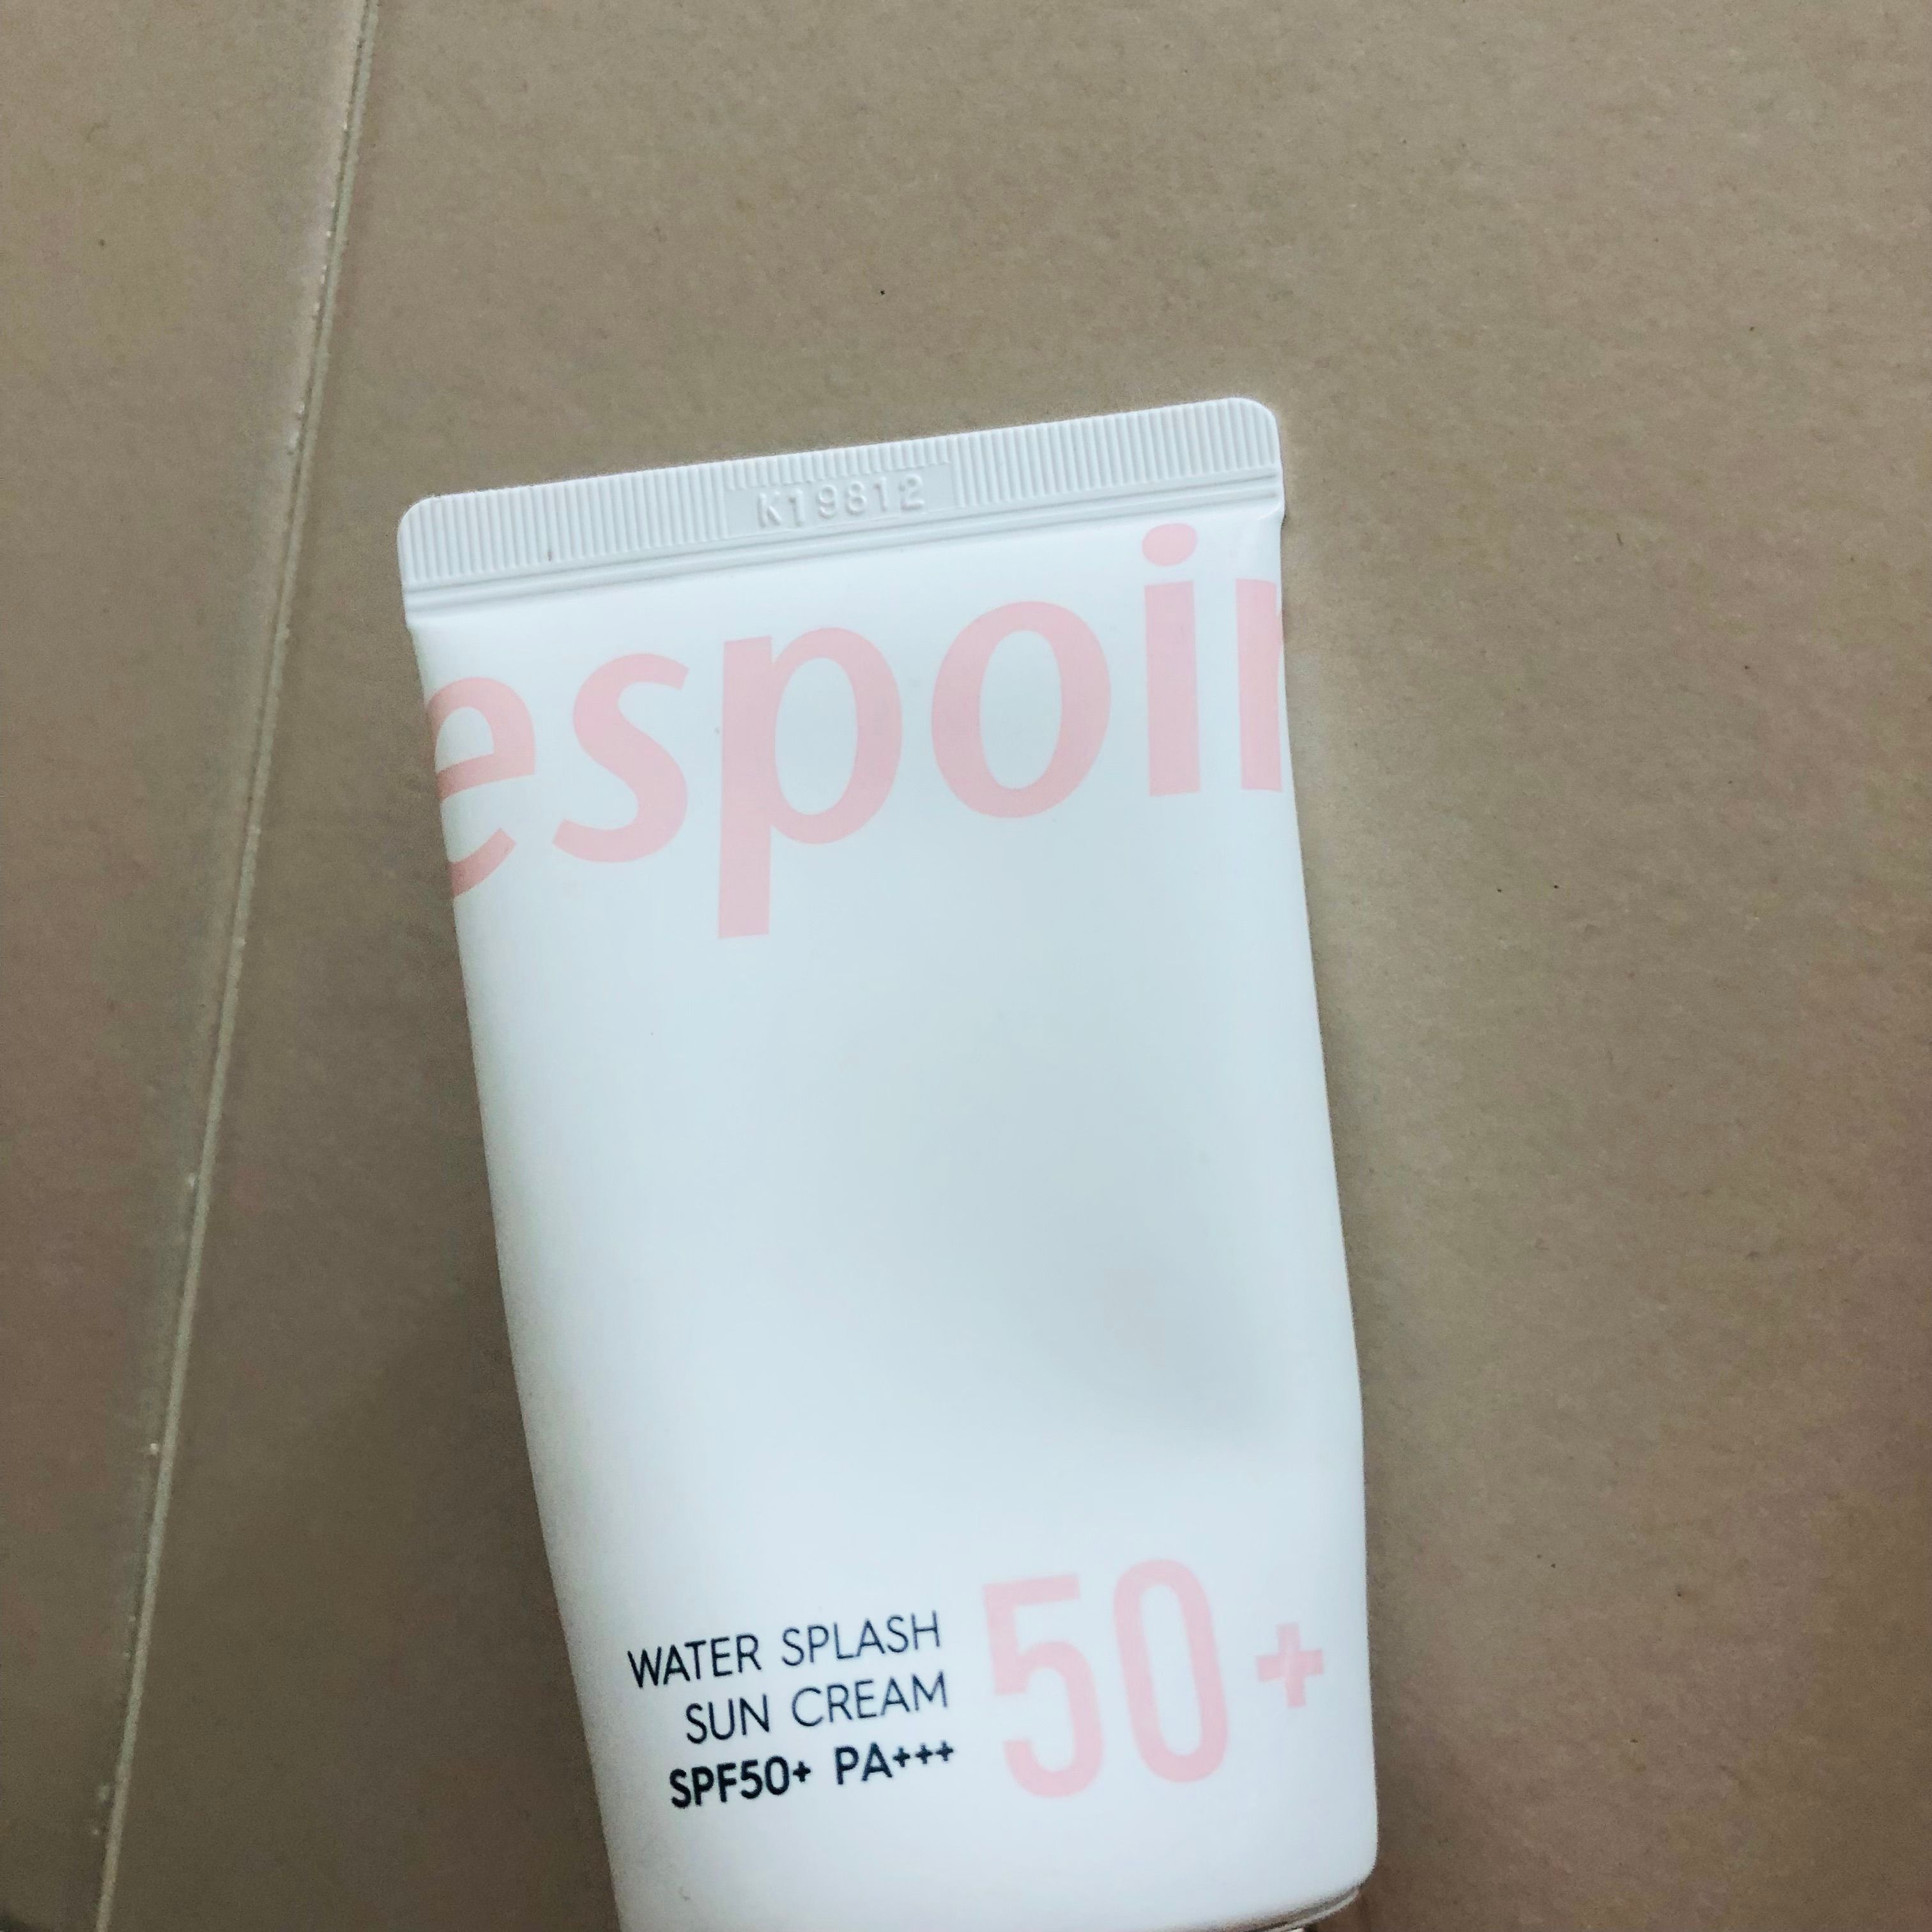 K19812
espoir
WATER SPLASH
SUN CREAM
SPF50+ PA+++
50+